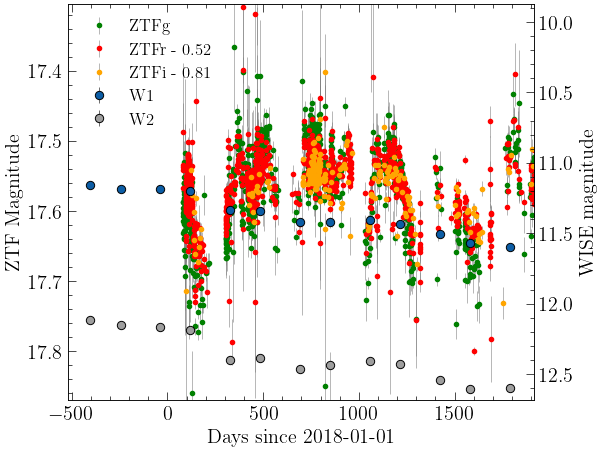 ZTFg
ZTFr - 0.52
ZTFi - 0.81
W1
W2
17.4
17.5
17.6
17.7
17.8
ZTF Magnitude
10.0
10.5
11.0
11.5
12.0
12.5
WISE magnitude
−500
0
500
1000
1500
Days since 2018-01-01